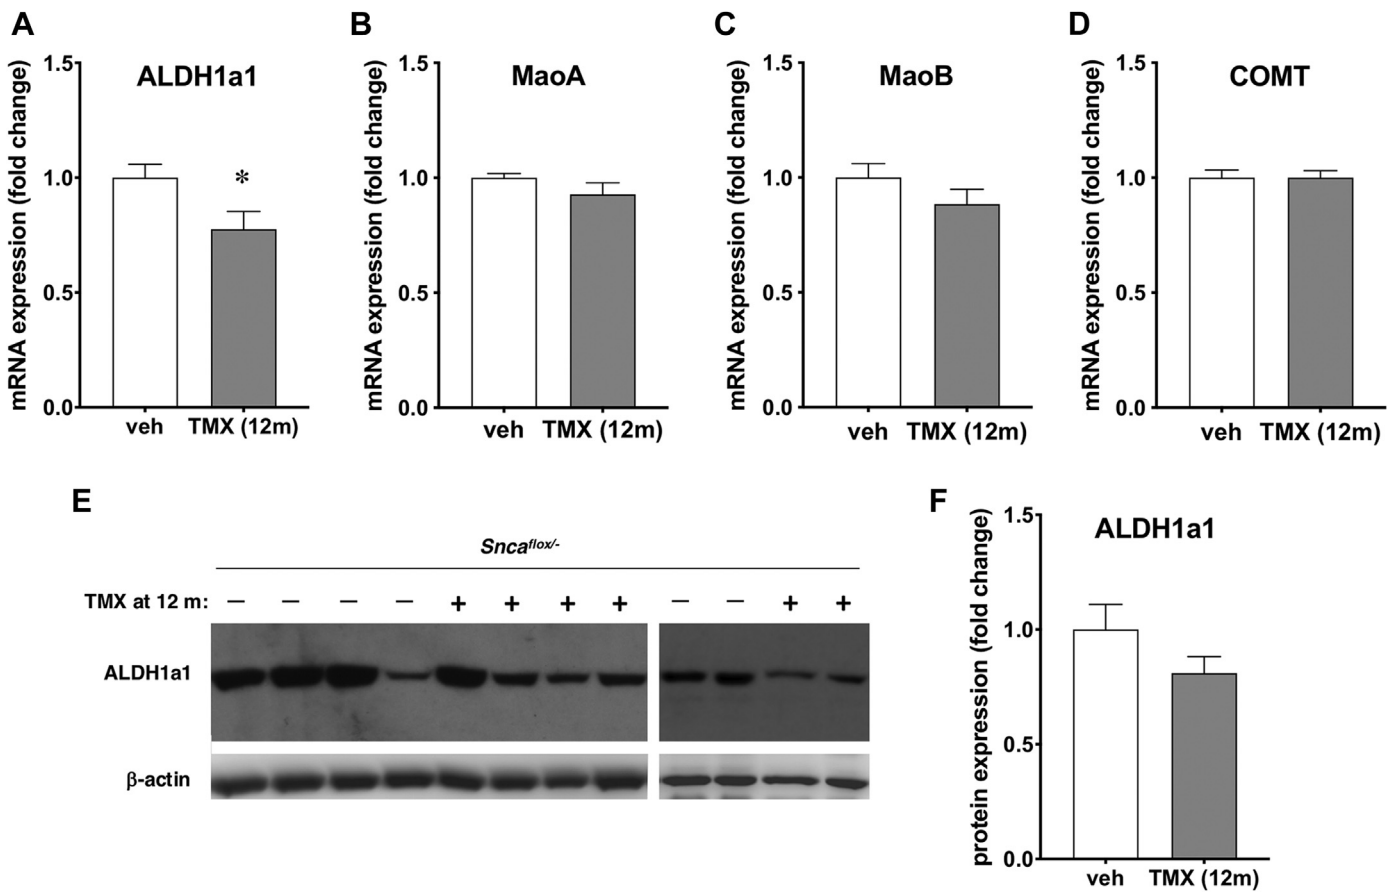 A
B
C
D
ALDH1a1
MaoA
MaoB
COMT
mRNA expression (fold change)
1.5
1.0
0.5
0.0
*
veh TMX (12m)
mRNA expression (fold change)
1.5
1.0
0.5
0.0
veh TMX (12m)
mRNA expression (fold change)
1.5
1.0
0.5
0.0
veh TMX (12m)
mRNA expression (fold change)
1.5
1.0
0.5
0.0
veh TMX (12m)
E
Snca flox/-
TMX at 12 m: − − − − + + + + − − + +
ALDH1a1
β-actin
F
ALDH1a1
protein expression (fold change)
1.5
1.0
0.5
0.0
veh TMX (12m)